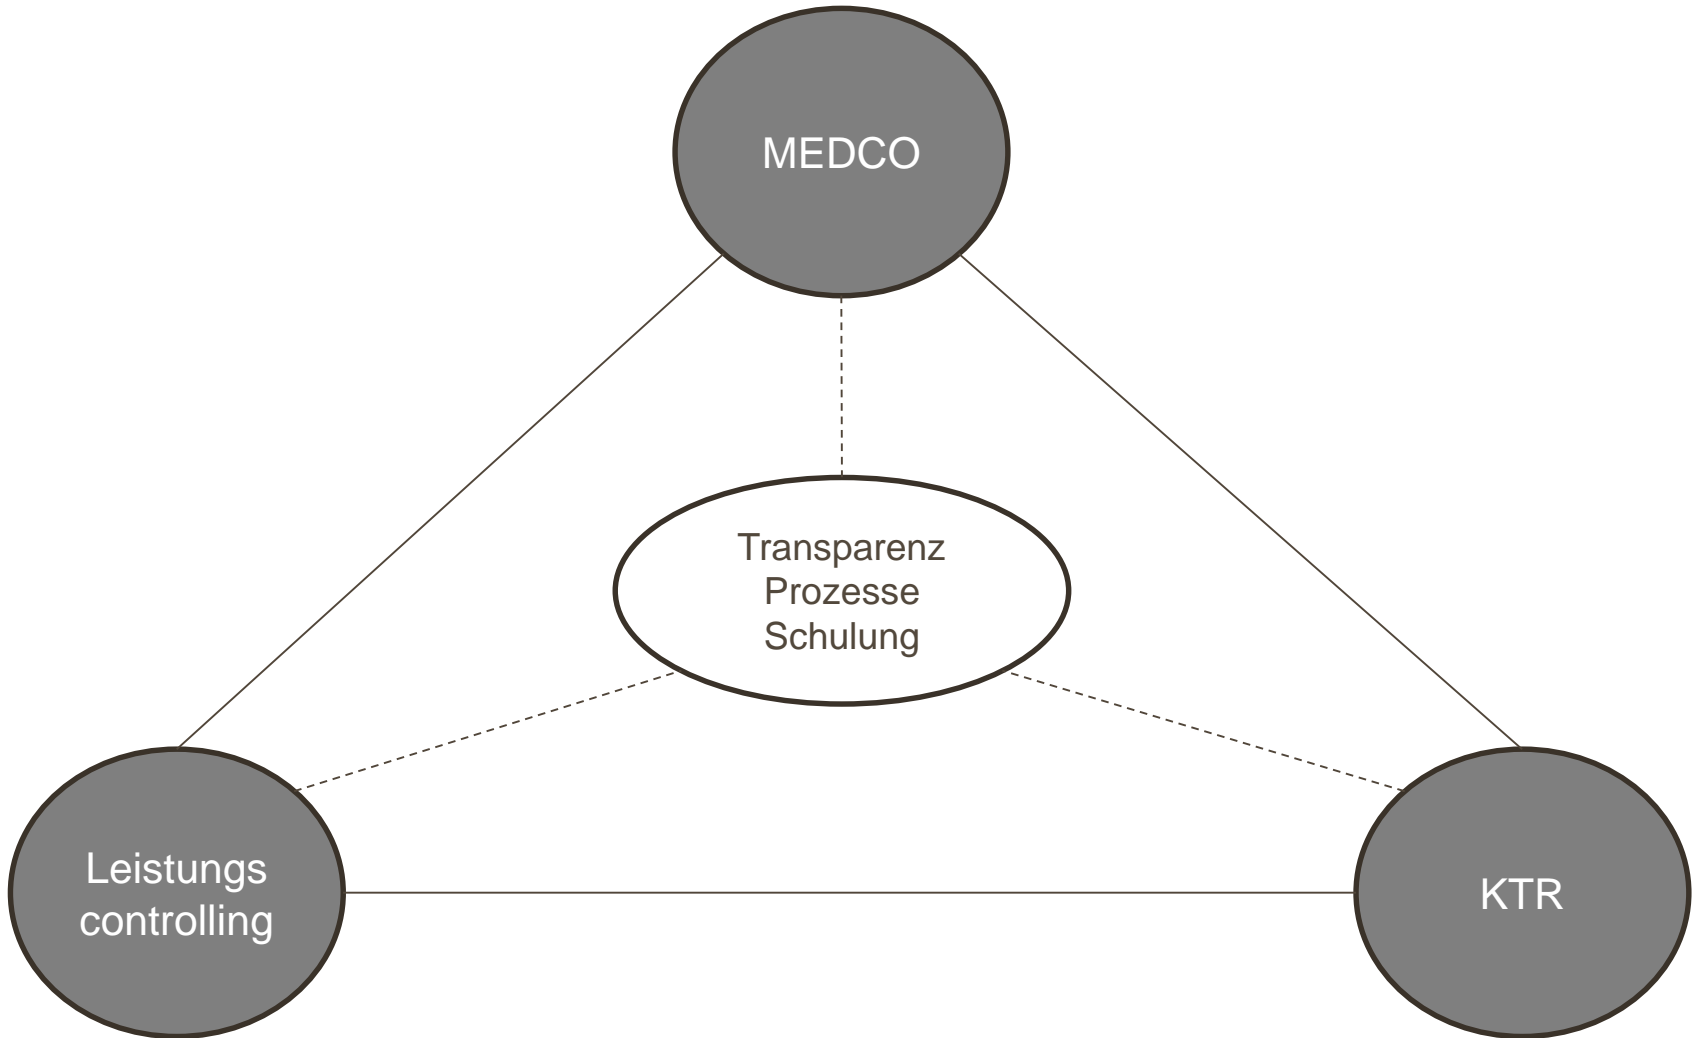 MEDCO
Transparenz
Prozesse
Schulung
Leistungs
controlling
KTR